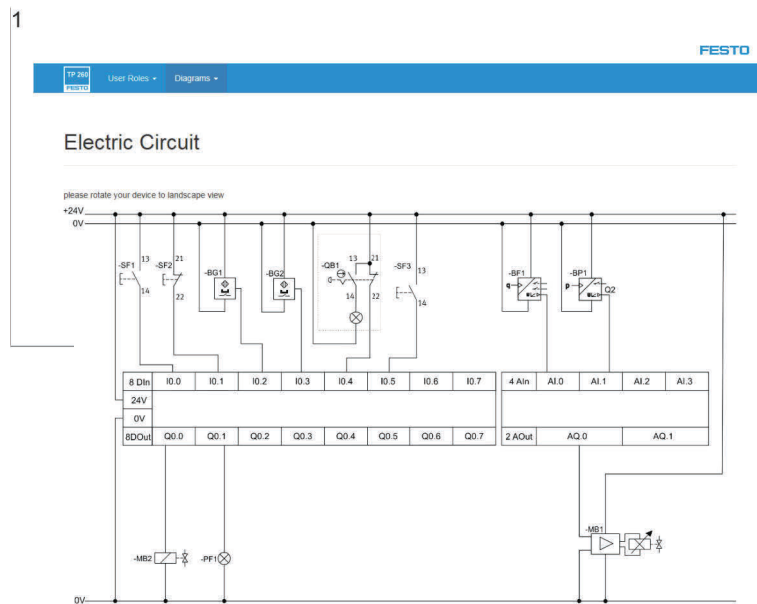 1
FESTO
TP 260
FESTO
User Roles
Diagrams
Electric Circuit
please rotate your device to landscape view
+24V
0V
-SF1 13 14
-SF2 21 22
-BG1
-BG2
-QB1 13 21 14 22
-SF3 13 14
-BF1 q
-BP1 p Q2
8 DIn I0.0 I0.1 I0.2 I0.3 I0.4 I0.5 I0.6 I0.7
24V
0V
8DOut Q0.0 Q0.1 Q0.2 Q0.3 Q0.4 Q0.5 Q0.6 Q0.7
4 AIn AI.0 AI.1 AI.2 AI.3
2 AOut AQ.0 AQ.1
-MB2
-PF1
-MB1
0V